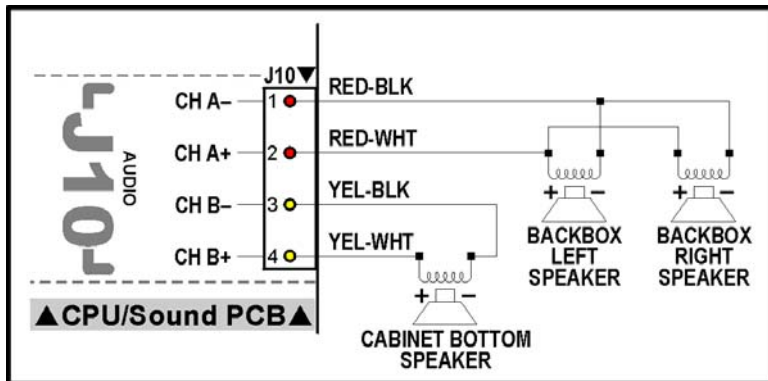 J10▼
J10
AUDIO
CH A– 1 RED-BLK
CH A+ 2 RED-WHT
CH B– 3 YEL-BLK
CH B+ 4 YEL-WHT
+ –
BACKBOX
LEFT
SPEAKER
+ –
BACKBOX
RIGHT
SPEAKER
+ –
CABINET BOTTOM
SPEAKER
▲CPU/Sound PCB▲